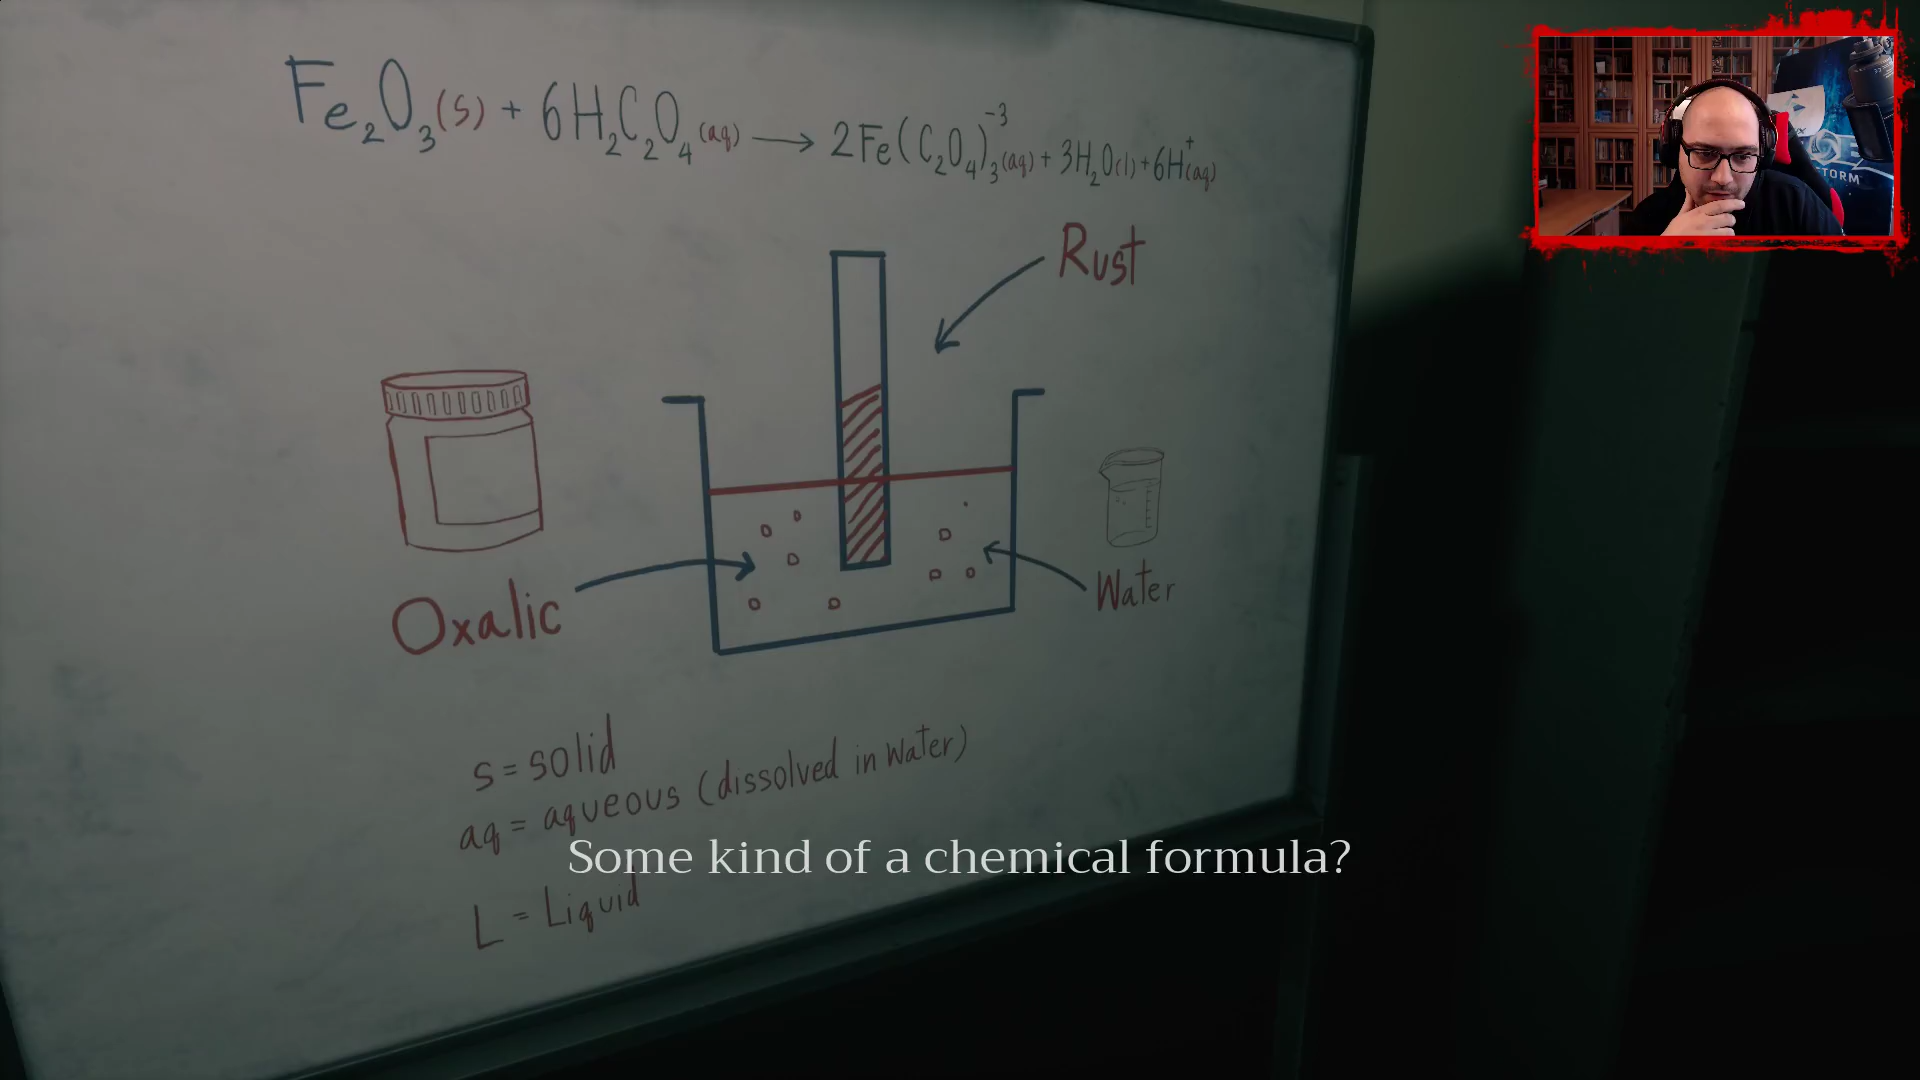 Fe₂O₃(s) + 6H₂C₂O₄(aq) → 2Fe(C₂O₄)₃⁻³(aq) + 3H₂O(l) + 6H⁺(aq)
Rust
Oxalic
Water
s = solid
aq = aqueous (dissolved in water)
Some kind of a chemical formula?
L = Liquid
TORM